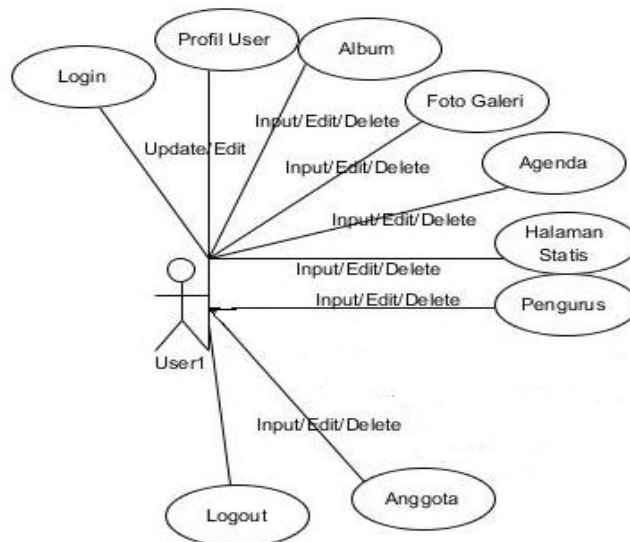 Profil User
Album
Login
Foto Galeri
Input/Edit/Delete
Update/Edit
Input/Edit/Delete
Agenda
Input/Edit/Delete
Halaman
Statis
Input/Edit/Delete
Input/Edit/Delete
Pengurus
User1
Input/Edit/Delete
Anggota
Logout